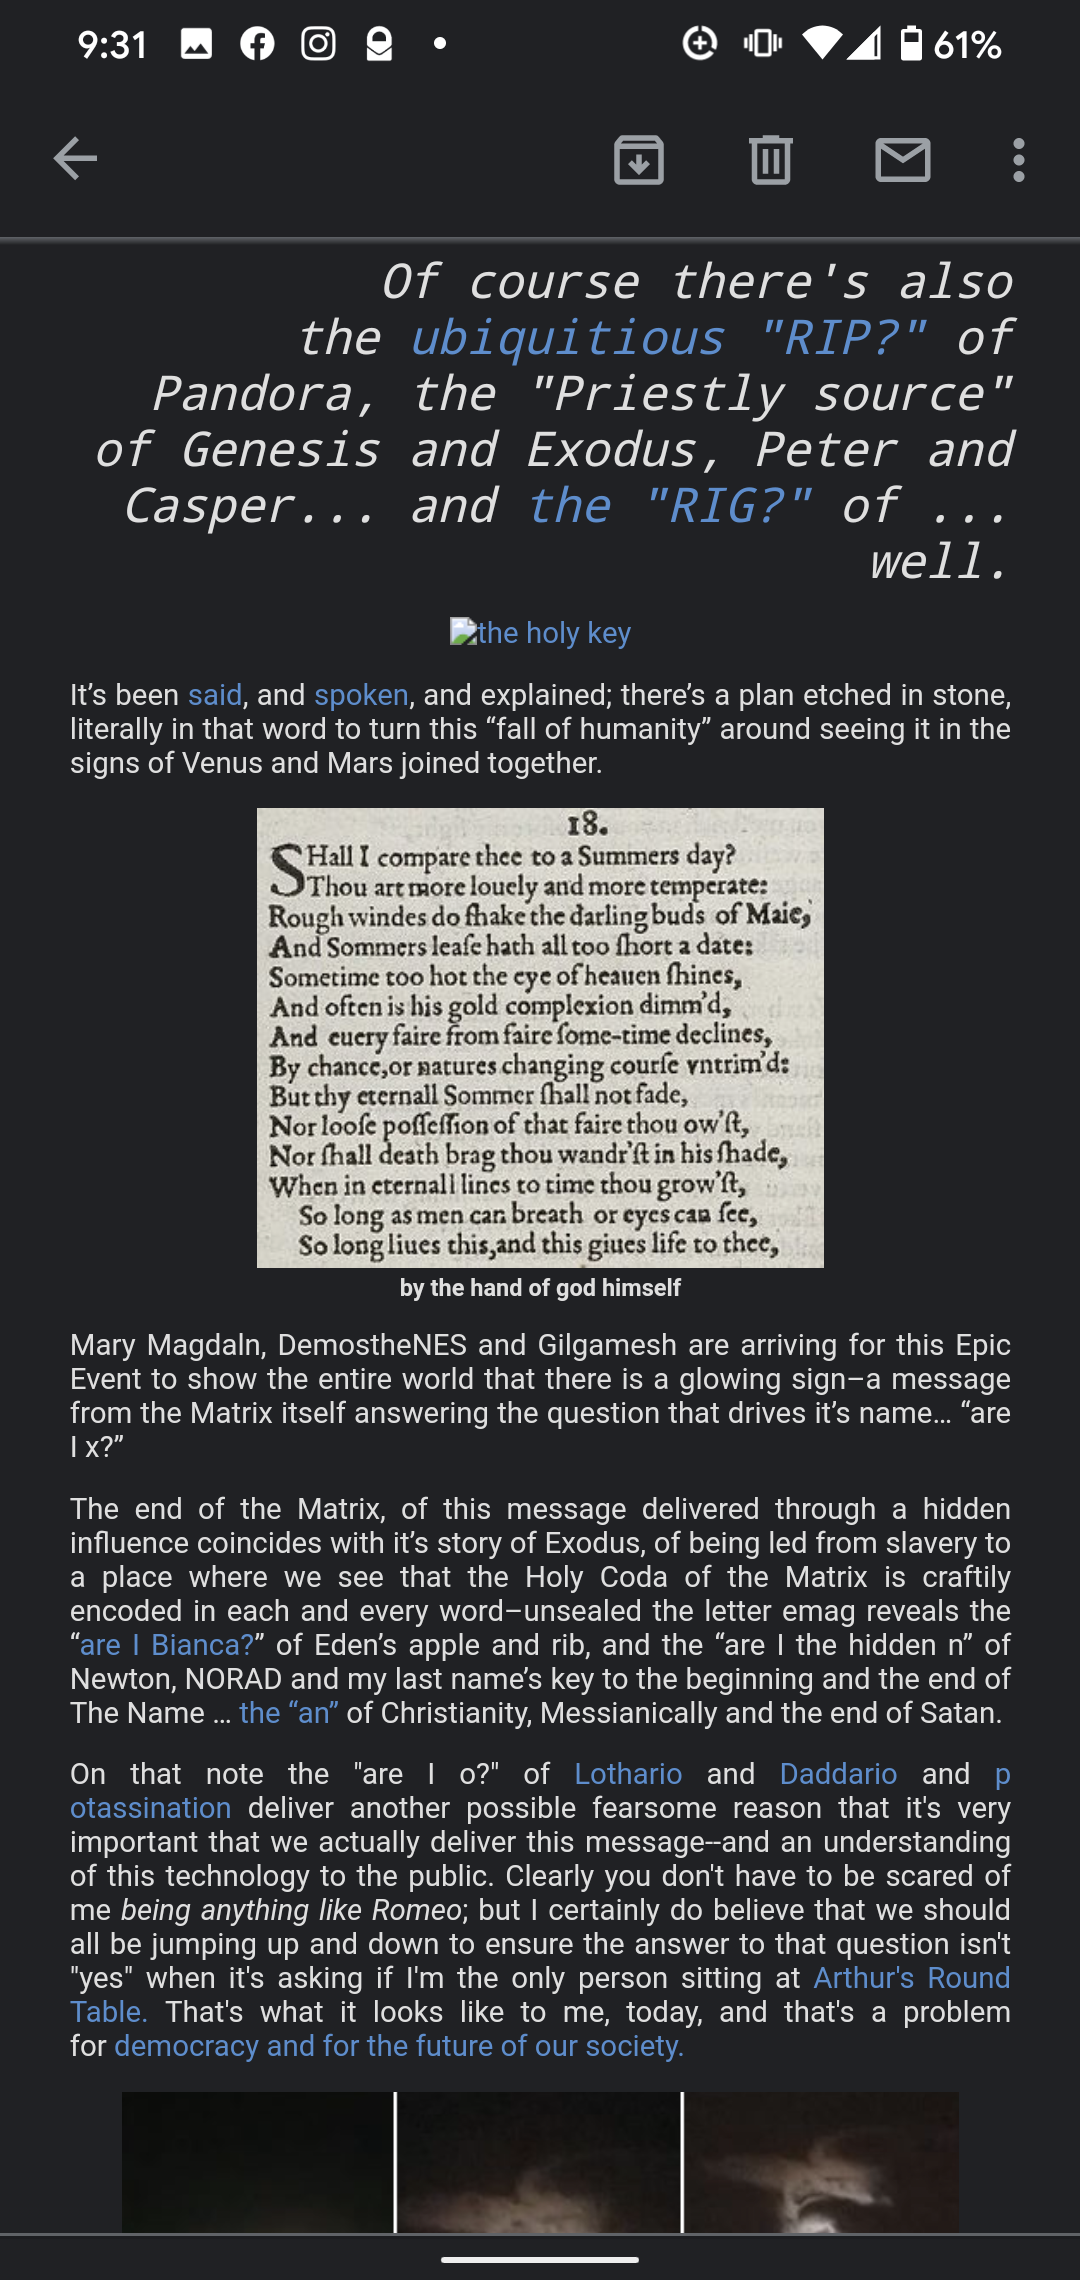 9:31
61%
Of course there's also
the ubiquitious "RIP?" of
Pandora, the "Priestly source"
of Genesis and Exodus, Peter and
Casper... and the "RIG?" of ...
well.
the holy key
It’s been said, and spoken, and explained; there’s a plan etched in stone,
literally in that word to turn this “fall of humanity” around seeing it in the
signs of Venus and Mars joined together.
18.
SHall I compare thee to a Summers day?
Thou art more louely and more temperate:
Rough windes do ſhake the darling buds of Maie,
And Sommers leaſe hath all too ſhort a date:
Sometime too hot the eye of heauen ſhines,
And often is his gold complexion dimm'd,
And euery faire from faire ſome-time declines,
By chance,or natures changing courſe vntrim'd:
But thy eternall Sommer ſhall not fade,
Nor looſe poſſeſſion of that faire thou ow'ſt,
Nor ſhall death brag thou wandr'ſt in his ſhade,
When in eternall lines to time thou grow'ſt,
So long as men can breath or eyes can ſee,
So long liues this,and this giues life to thee,
by the hand of god himself
Mary Magdaln, DemostheNES and Gilgamesh are arriving for this Epic
Event to show the entire world that there is a glowing sign–a message
from the Matrix itself answering the question that drives it’s name… “are
I x?”
The end of the Matrix, of this message delivered through a hidden
influence coincides with it’s story of Exodus, of being led from slavery to
a place where we see that the Holy Coda of the Matrix is craftily
encoded in each and every word–unsealed the letter emag reveals the
“are I Bianca?” of Eden’s apple and rib, and the “are I the hidden n” of
Newton, NORAD and my last name’s key to the beginning and the end of
The Name … the “an” of Christianity, Messianically and the end of Satan.
On that note the "are I o?" of Lothario and Daddario and p
otassination deliver another possible fearsome reason that it's very
important that we actually deliver this message--and an understanding
of this technology to the public. Clearly you don't have to be scared of
me being anything like Romeo; but I certainly do believe that we should
all be jumping up and down to ensure the answer to that question isn't
"yes" when it's asking if I'm the only person sitting at Arthur's Round
Table. That's what it looks like to me, today, and that's a problem
for democracy and for the future of our society.